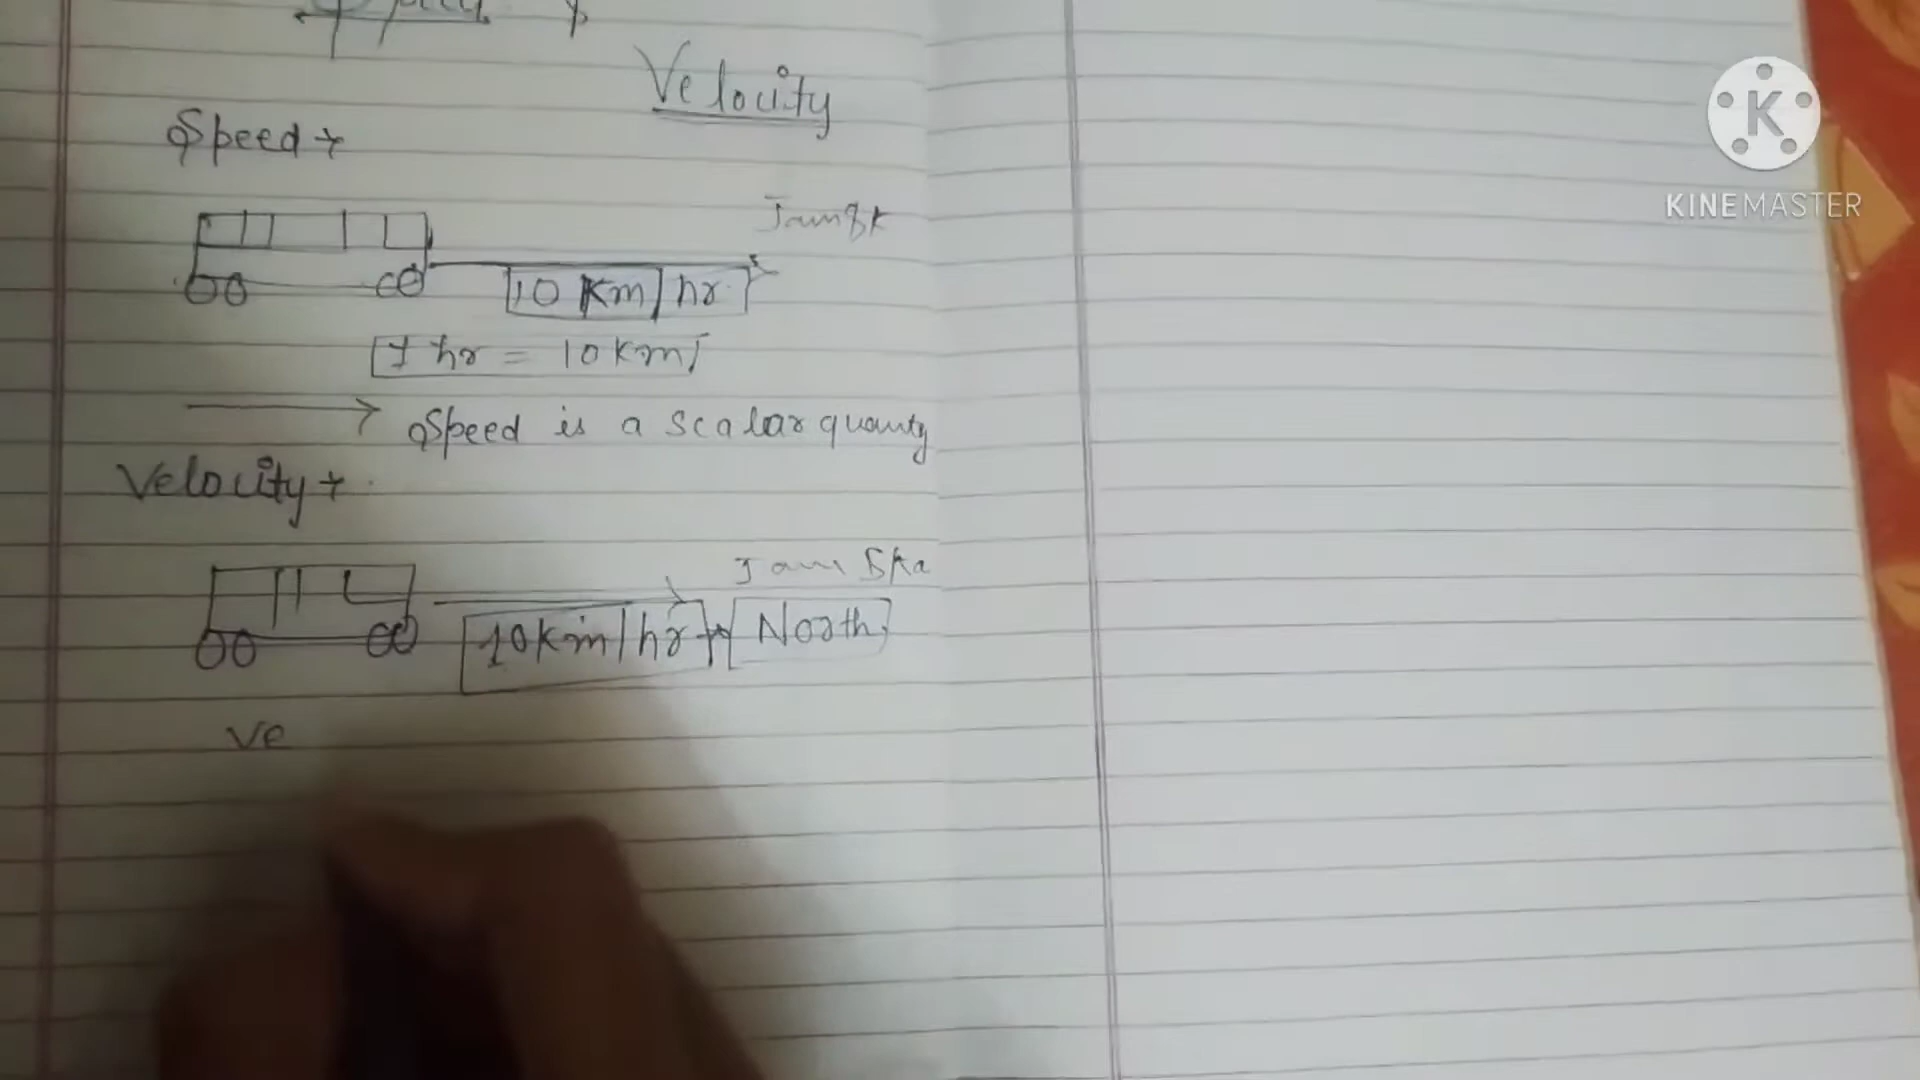 Velocity
Speed →
10 Km/hr
1 hr = 10 Km
→ Speed is a scalar quanty
Velocity →
10 km/hr North
Ve
KINEMASTER